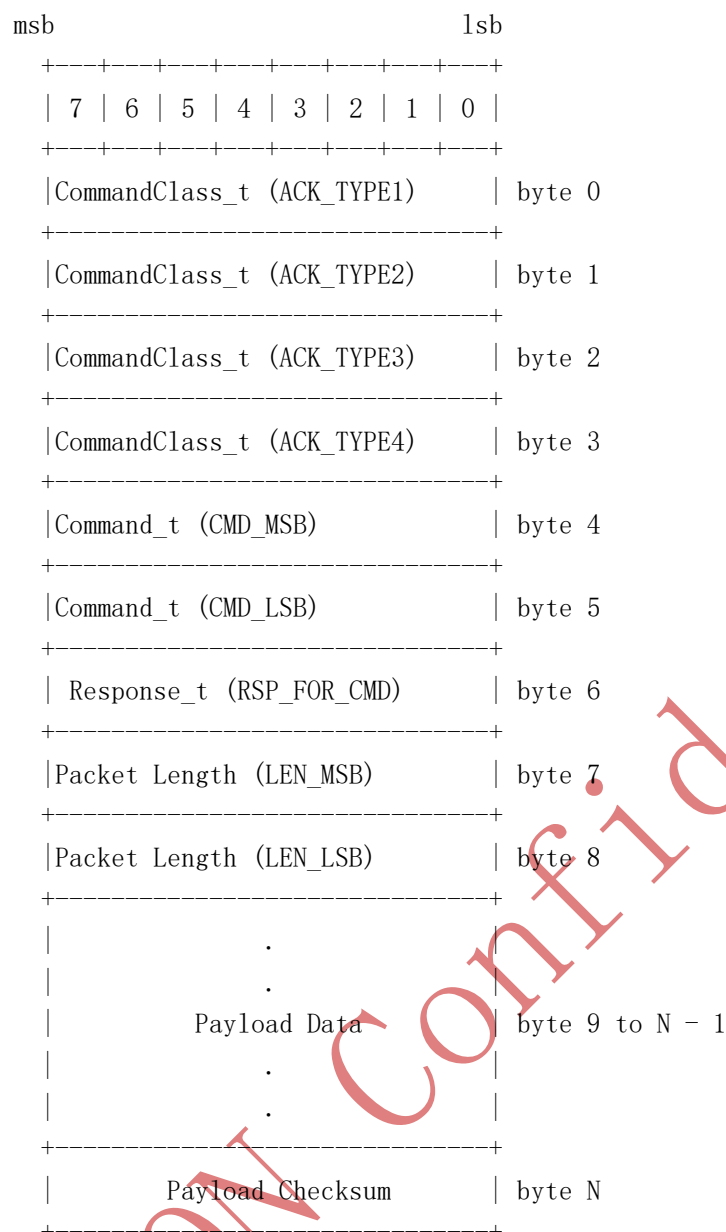 msb lsb
+---+---+---+---+---+---+---+---+
| 7 | 6 | 5 | 4 | 3 | 2 | 1 | 0 |
+---+---+---+---+---+---+---+---+
|CommandClass_t (ACK_TYPE1) | byte 0
+-------------------------------+
|CommandClass_t (ACK_TYPE2) | byte 1
+-------------------------------+
|CommandClass_t (ACK_TYPE3) | byte 2
+-------------------------------+
|CommandClass_t (ACK_TYPE4) | byte 3
+-------------------------------+
|Command_t (CMD_MSB) | byte 4
+-------------------------------+
|Command_t (CMD_LSB) | byte 5
+-------------------------------+
| Response_t (RSP_FOR_CMD) | byte 6
+-------------------------------+
|Packet Length (LEN_MSB) | byte 7
+-------------------------------+
|Packet Length (LEN_LSB) | byte 8
+-------------------------------+
| . |
| . |
| Payload Data | byte 9 to N - 1
| . |
| . |
+-------------------------------+
| Payload Checksum | byte N
+-------------------------------+
ON Confid